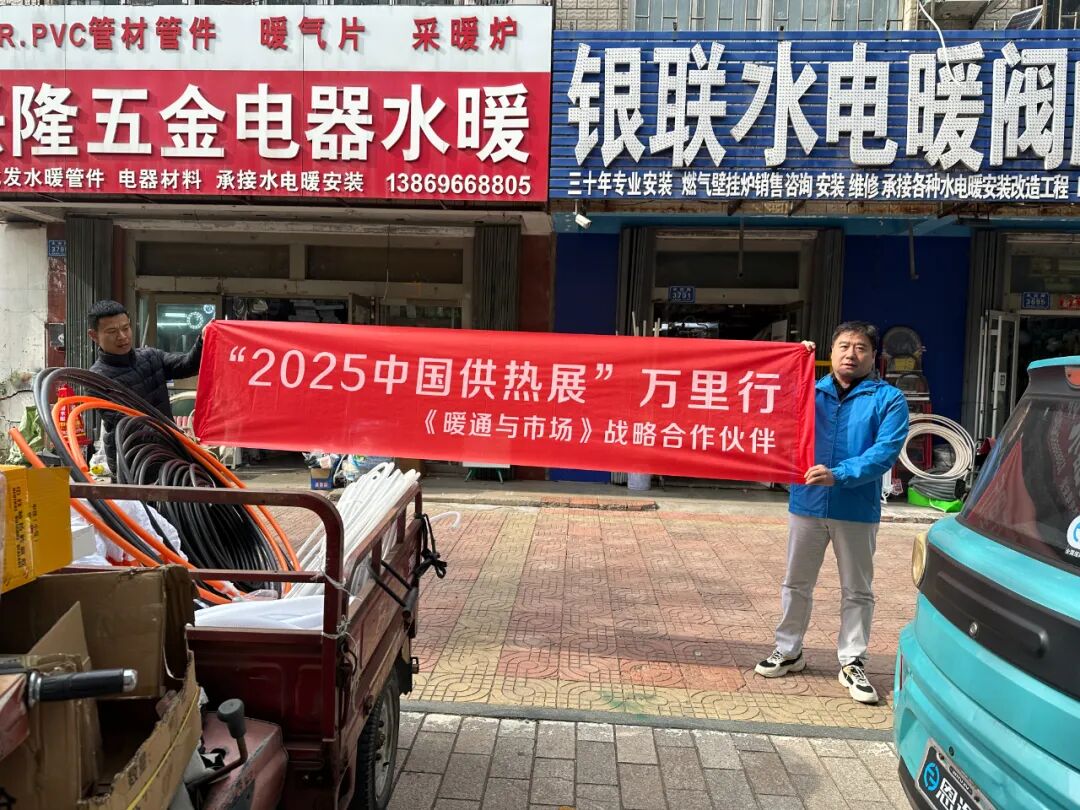 R.PVC管材管件 暖气片 采暖炉
隆五金电器水暖
发水暖管件 电器材料 承接水电暖安装 13869668805
银联水电暖阀
三十年专业安装 燃气壁挂炉销售 咨询 安装 维修 承接各种水电暖安装改造工程
3791
3695
“2025中国供热展”万里行
《暖通与市场》战略合作伙伴